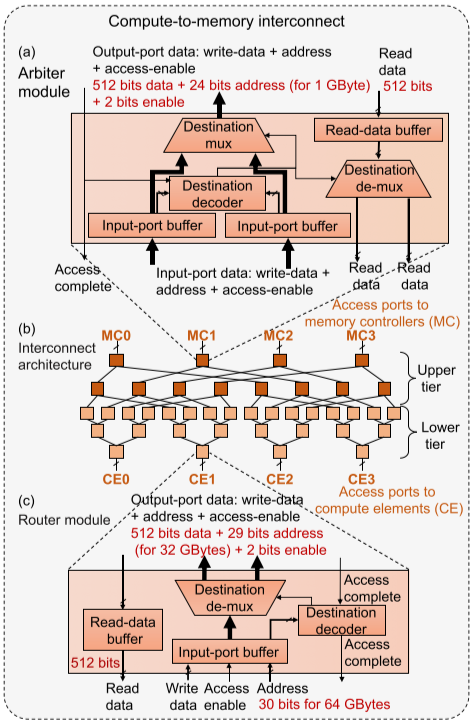 Compute-to-memory interconnect
(a)
Arbiter
module
Output-port data: write-data + address
+ access-enable
512 bits data + 24 bits address (for 1 GByte)
+ 2 bits enable
Read
data
512 bits
Destination
mux
Read-data buffer
Destination
decoder
Destination
de-mux
Input-port buffer
Input-port buffer
Access
complete
Input-port data: write-data +
address + access-enable
Read
data
Read
data
(b)
Interconnect
architecture
Access ports to
memory controllers (MC)
MC0
MC1
MC2
MC3
Upper
tier
Lower
tier
CE0
CE1
CE2
CE3
Access ports to
compute elements (CE)
(c)
Router module
Output-port data: write-data
+ address + access-enable
512 bits data + 29 bits address
(for 32 GBytes) + 2 bits enable
Destination
de-mux
Access
complete
Read-data
buffer
Destination
decoder
Input-port buffer
Access
complete
512 bits
Read
data
Write
data
Access
enable
Address
30 bits for 64 GBytes